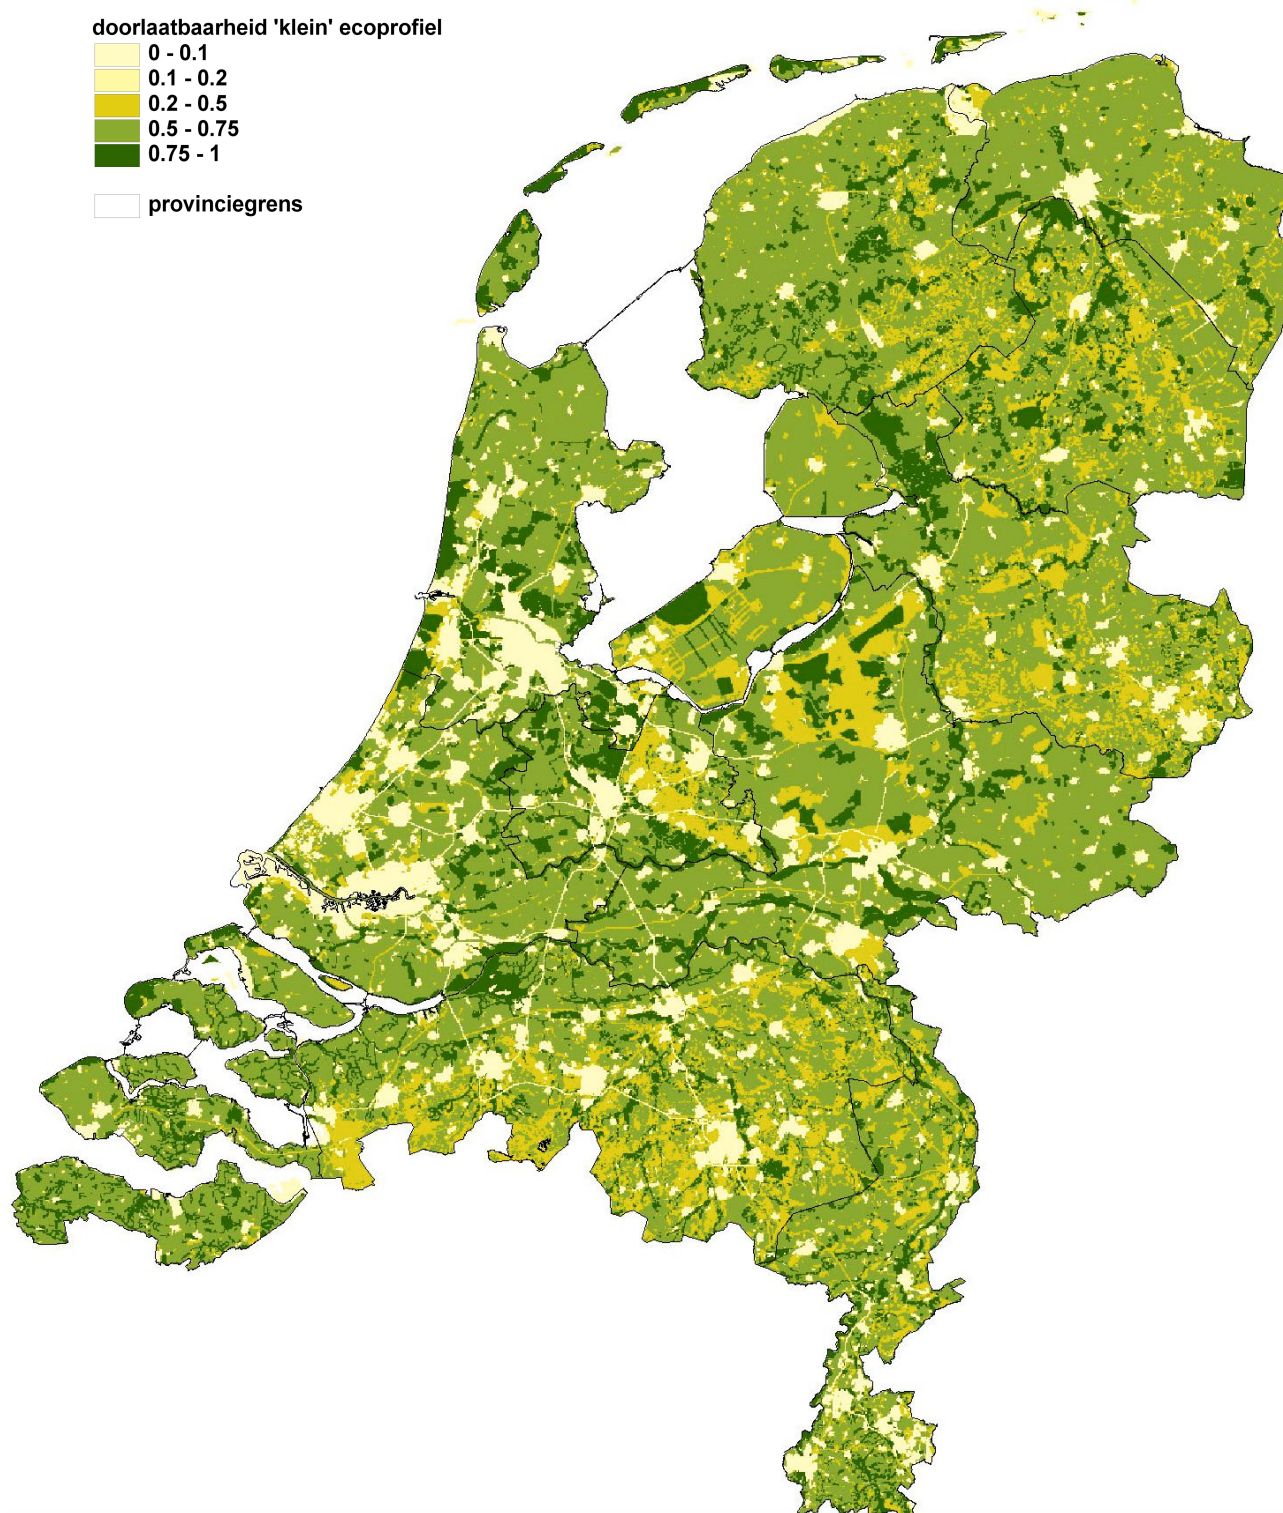 doorlaatbaarheid 'klein' ecoprofiel
0 - 0.1
0.1 - 0.2
0.2 - 0.5
0.5 - 0.75
0.75 - 1
provinciegrens